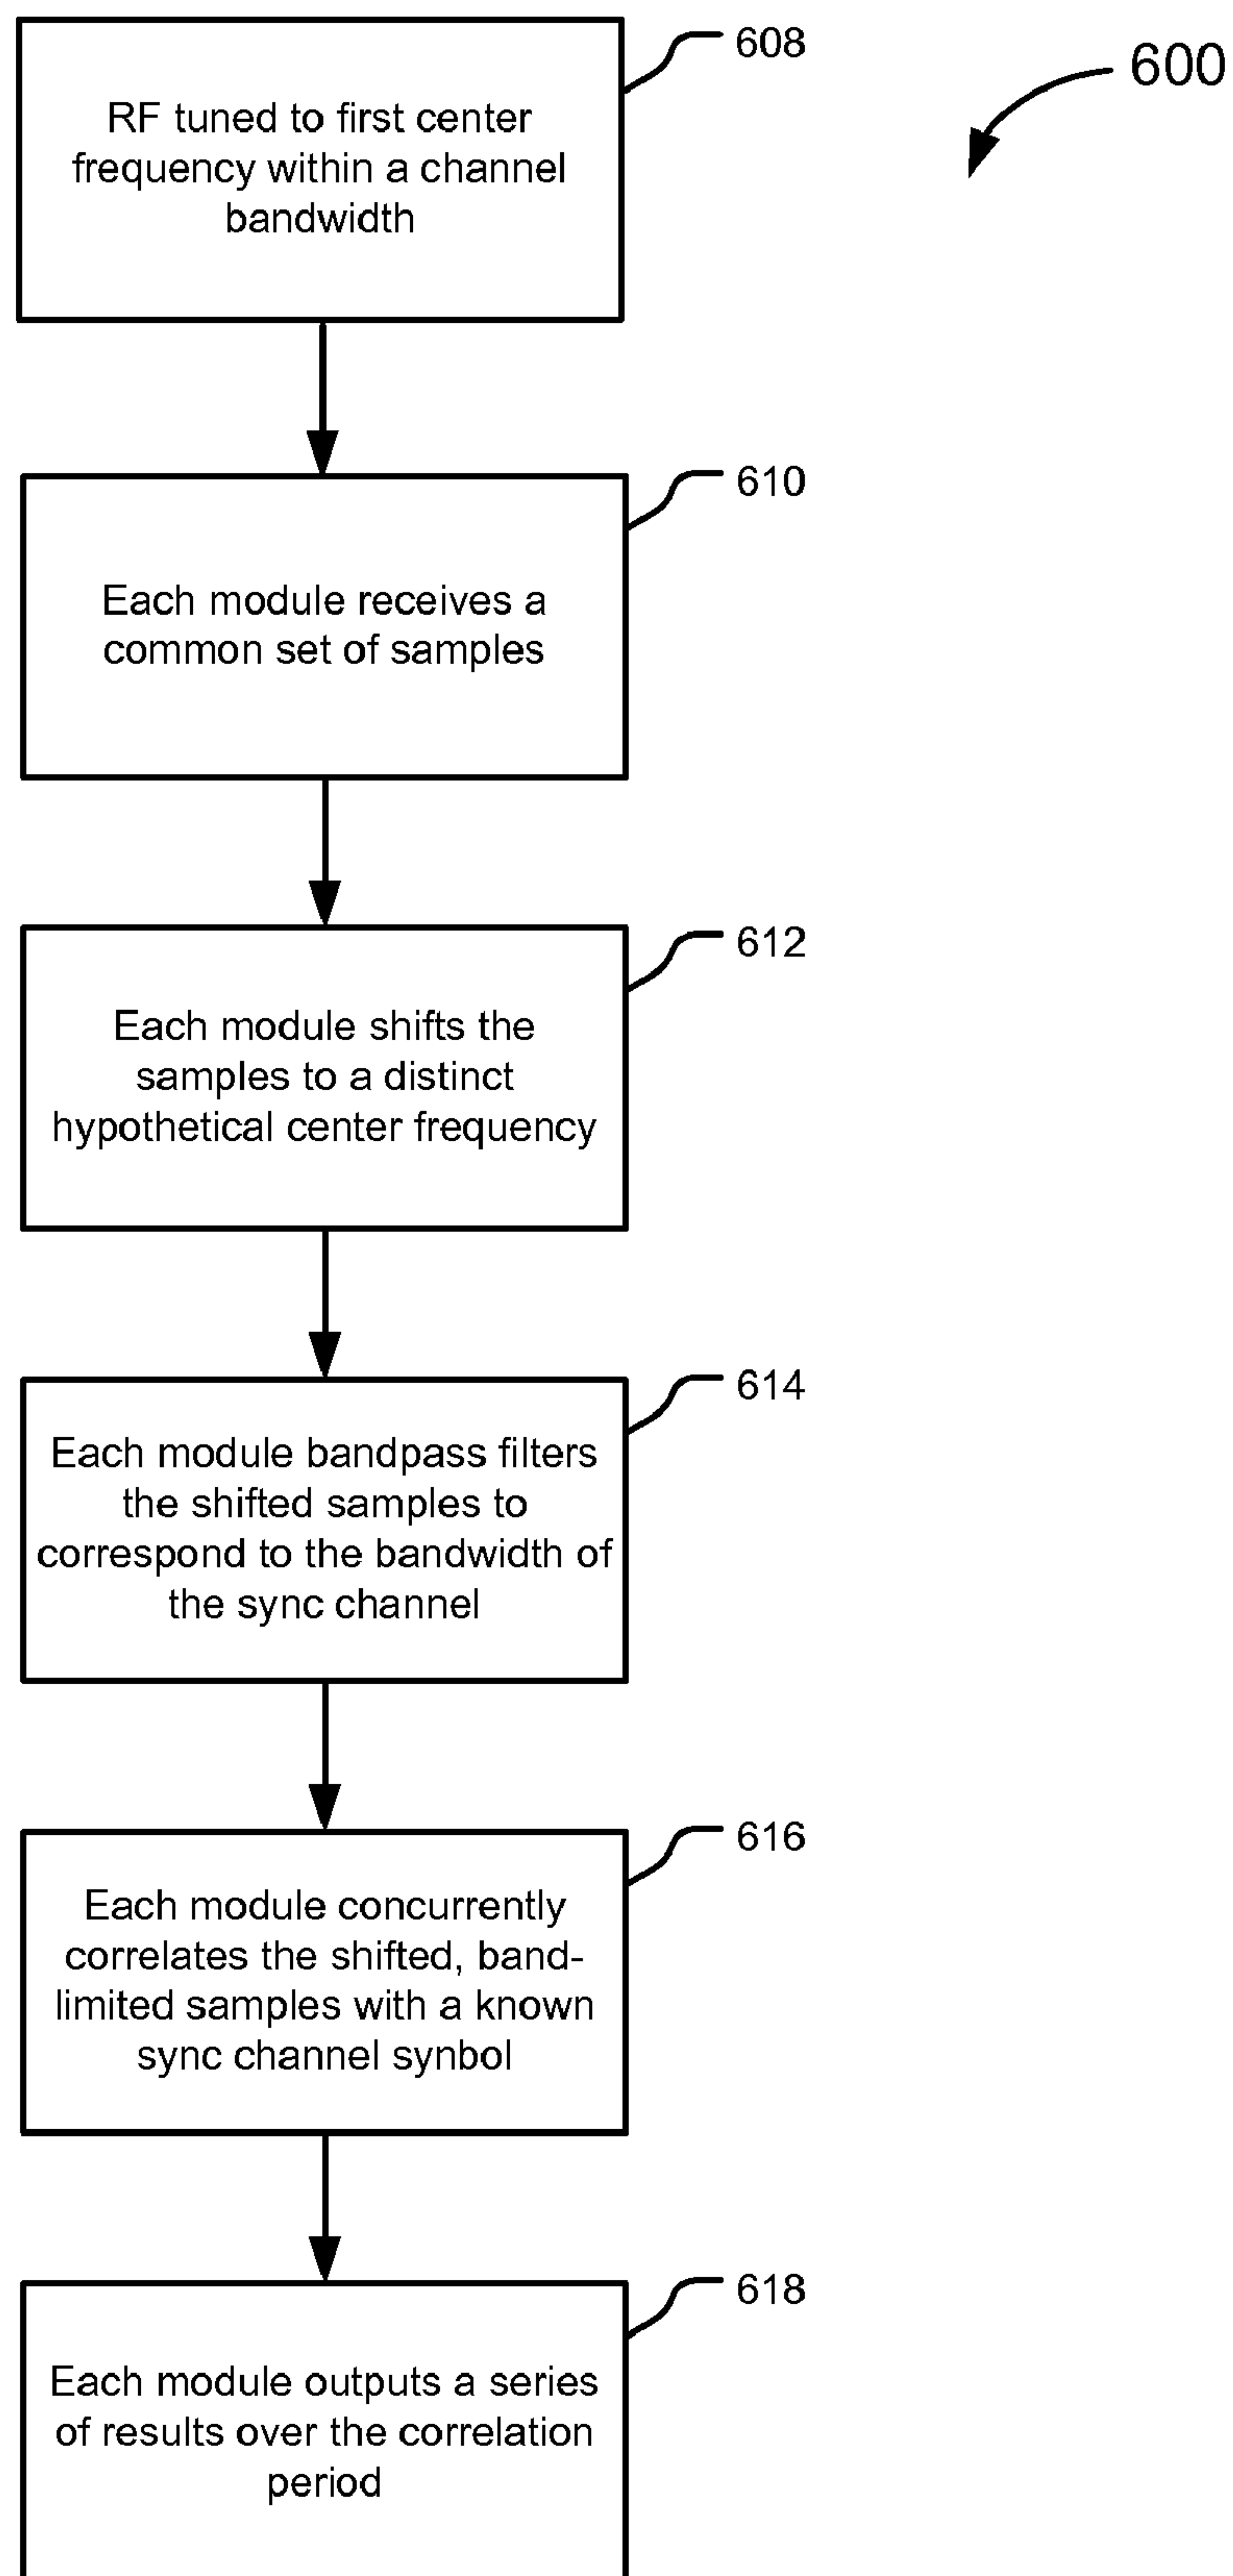 608
600
RF tuned to first center
frequency within a channel
bandwidth
610
Each module receives a
common set of samples
612
Each module shifts the
samples to a distinct
hypothetical center frequency
614
Each module bandpass filters
the shifted samples to
correspond to the bandwidth of
the sync channel
616
Each module concurrently
correlates the shifted, band-
limited samples with a known
sync channel synbol
618
Each module outputs a series
of results over the correlation
period